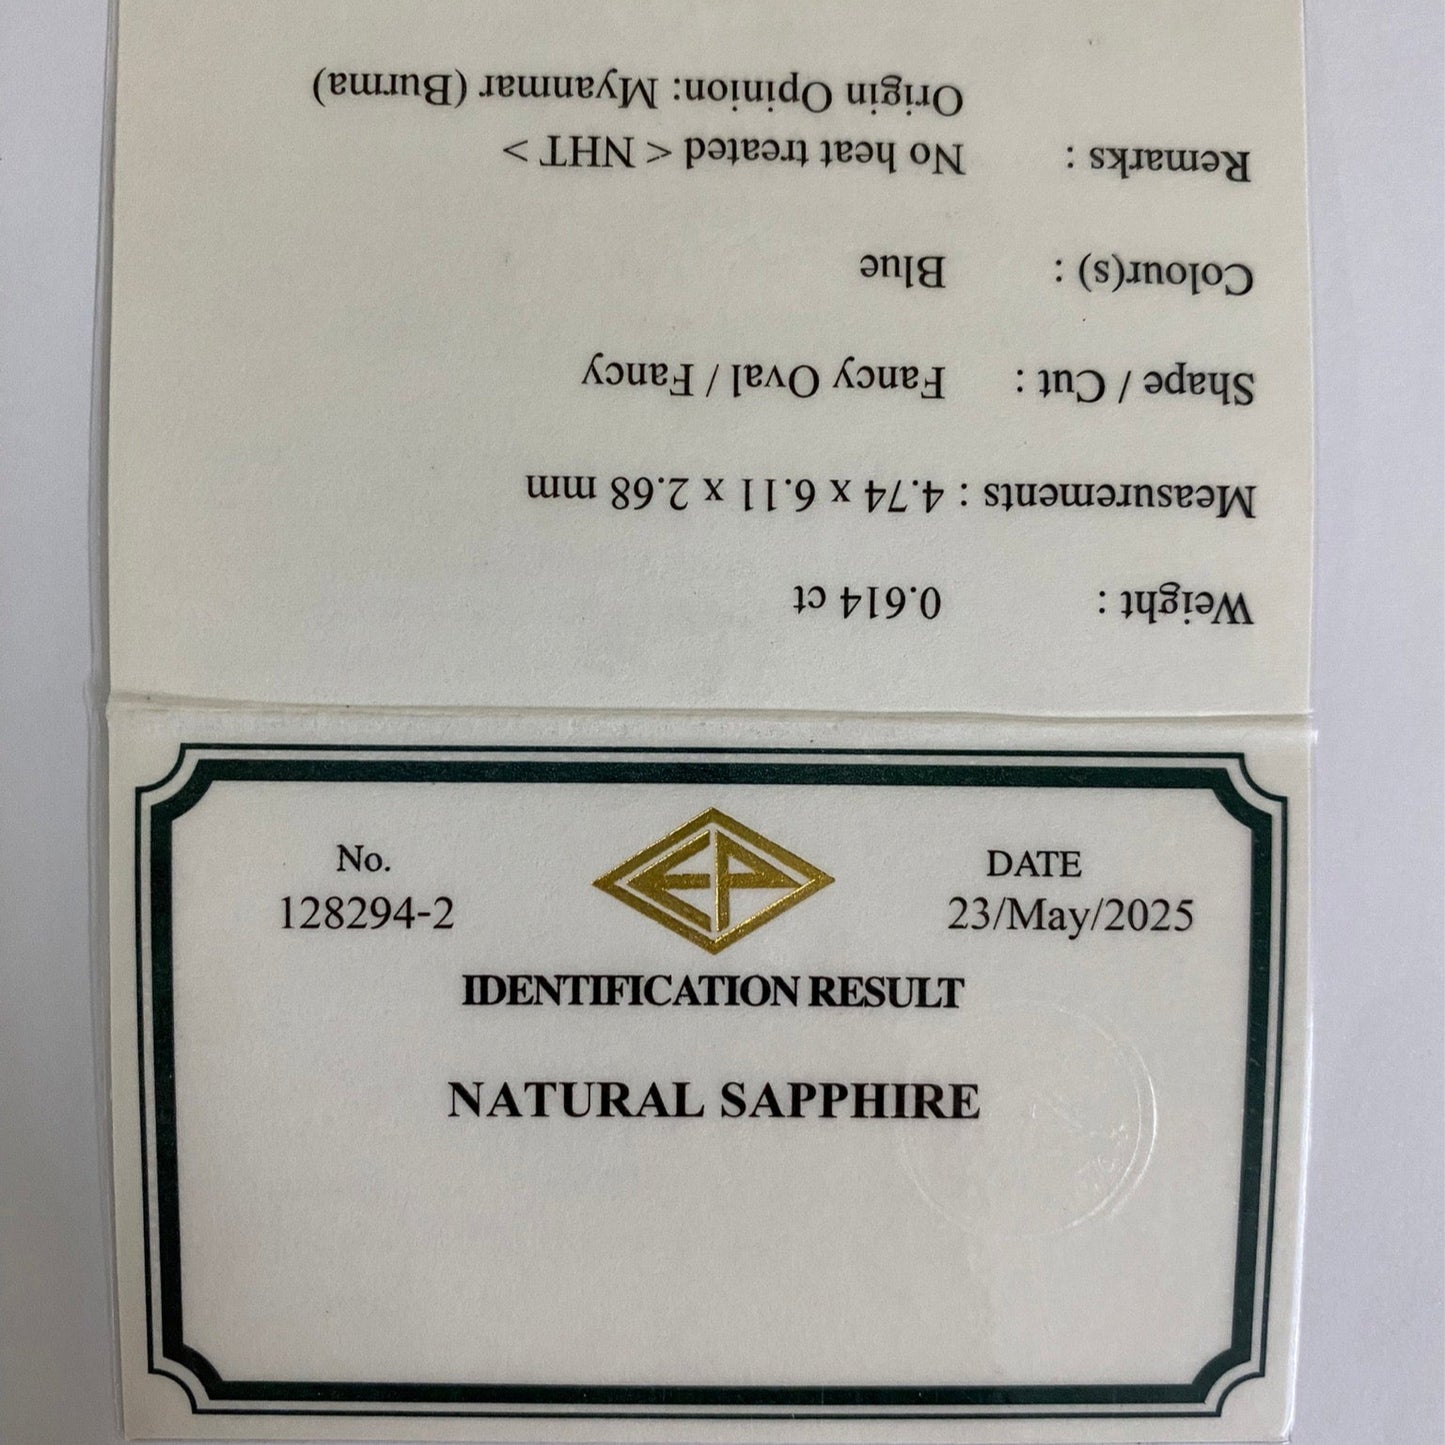 Weight : 0.614 ct
Measurements : 4.74 x 6.11 x 2.68 mm
Shape / Cut : Fancy Oval / Fancy
Colour(s) : Blue
Remarks : No heat treated < NHT >
Origin Opinion: Myanmar (Burma)
No.
128294-2
EP
DATE
23/May/2025
IDENTIFICATION RESULT
NATURAL SAPPHIRE